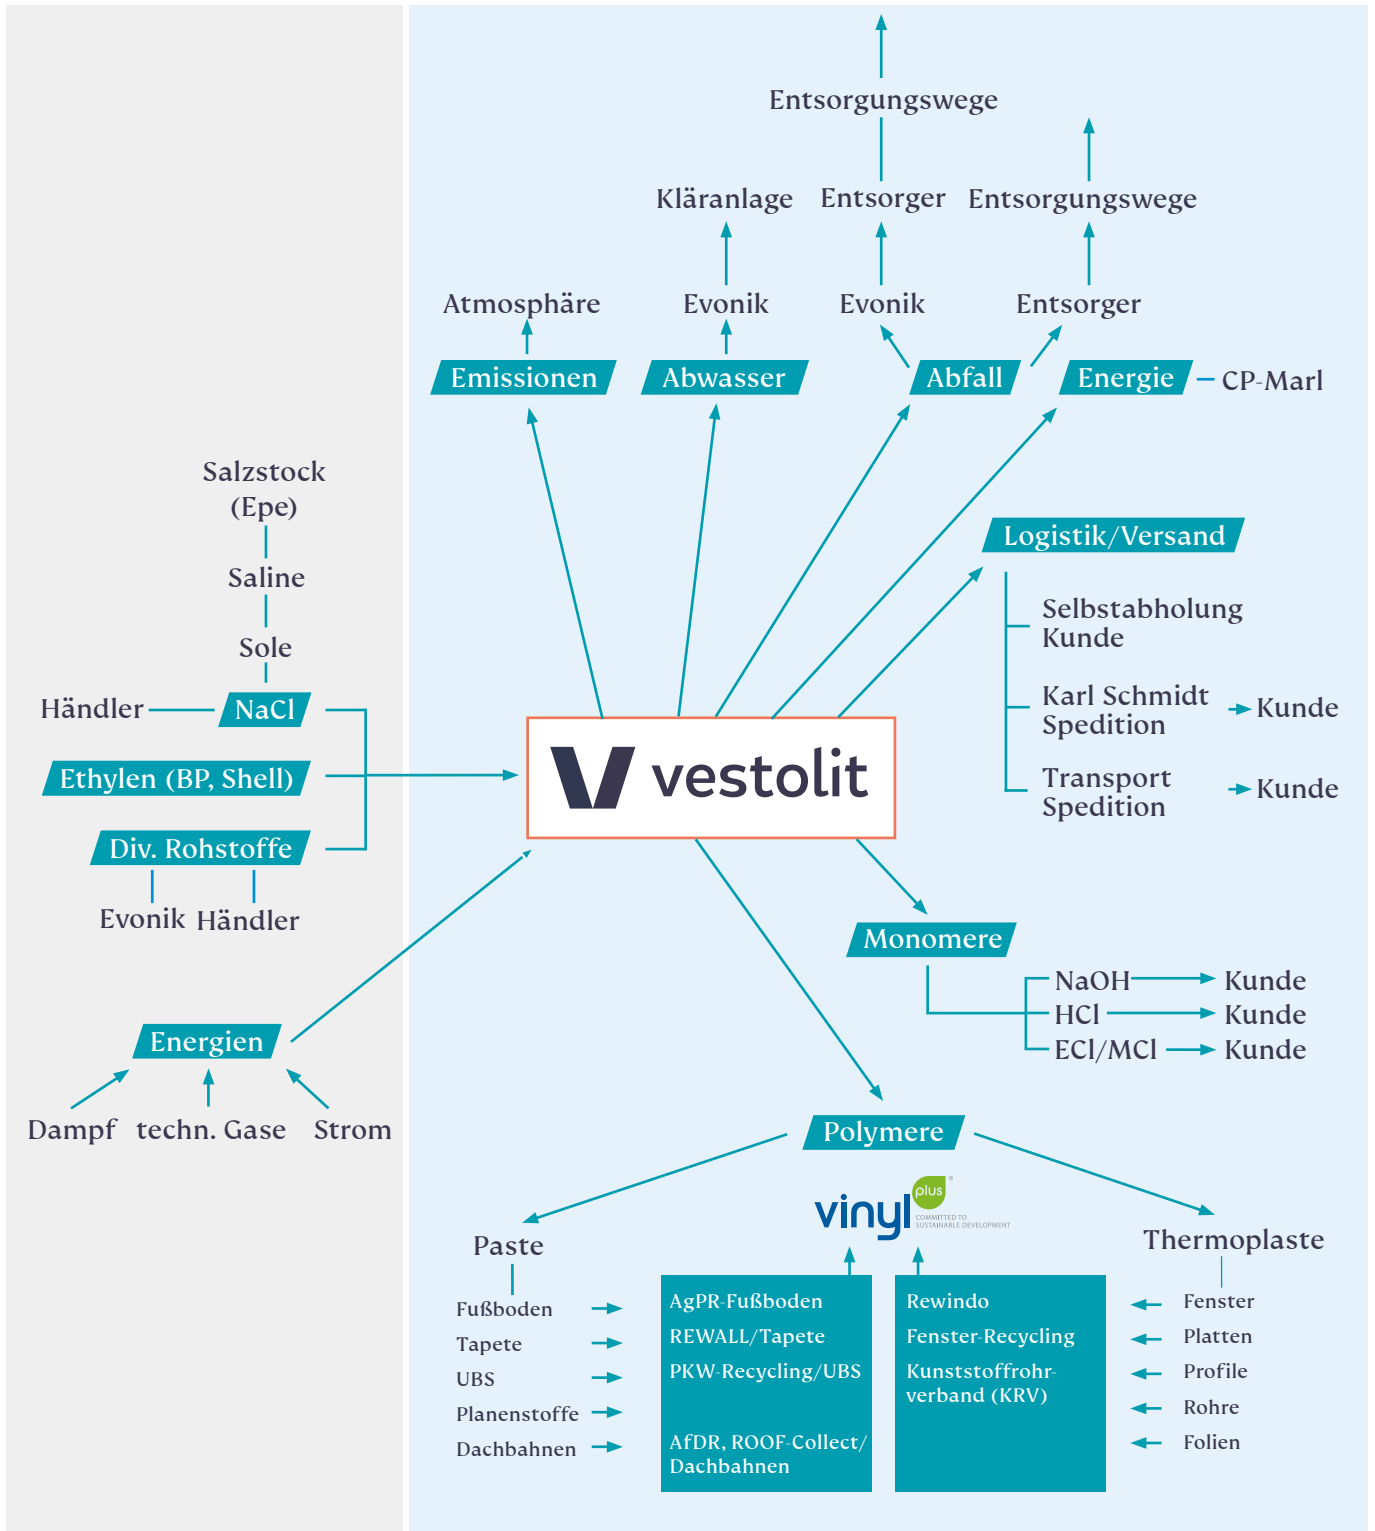 Entsorgungswege
Kläranlage
Entsorger
Entsorgungswege
Atmosphäre
Evonik
Evonik
Entsorger
Emissionen
Abwasser
Abfall
Energie
CP-Marl
Salzstock
(Epe)
Saline
Sole
Händler
NaCl
Ethylen (BP, Shell)
Div. Rohstoffe
Evonik
Händler
Energien
Dampf
techn. Gase
Strom
vestolit
Logistik/Versand
Selbstabholung
Kunde
Karl Schmidt
Spedition
Kunde
Transport
Spedition
Kunde
Monomere
NaOH
Kunde
HCl
Kunde
ECl/MCl
Kunde
Polymere
vinyl
plus
®
COMMITTED TO
SUSTAINABLE DEVELOPMENT
Paste
Fußboden
Tapete
UBS
Planenstoffe
Dachbahnen
AgPR-Fußboden
REWALL/Tapete
PKW-Recycling/UBS
AfDR, ROOF-Collect/
Dachbahnen
Rewindo
Fenster-Recycling
Kunststoffrohr-
verband (KRV)
Thermoplaste
Fenster
Platten
Profile
Rohre
Folien